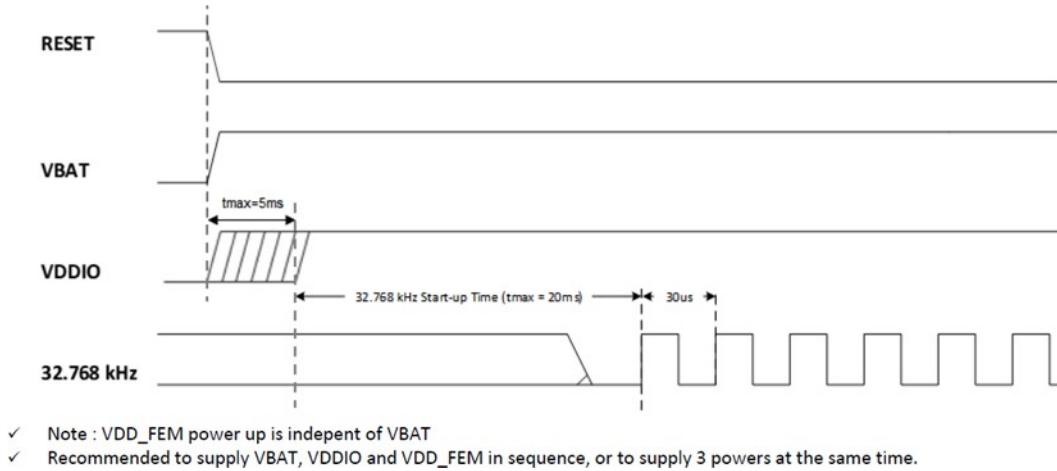 RESET
VBAT
tmax=5ms
VDDIO
32.768 kHz Start-up Time (tmax = 20ms)
30us
32.768 kHz
✓ Note : VDD_FEM power up is indepent of VBAT
✓ Recommended to supply VBAT, VDDIO and VDD_FEM in sequence, or to supply 3 powers at the same time.